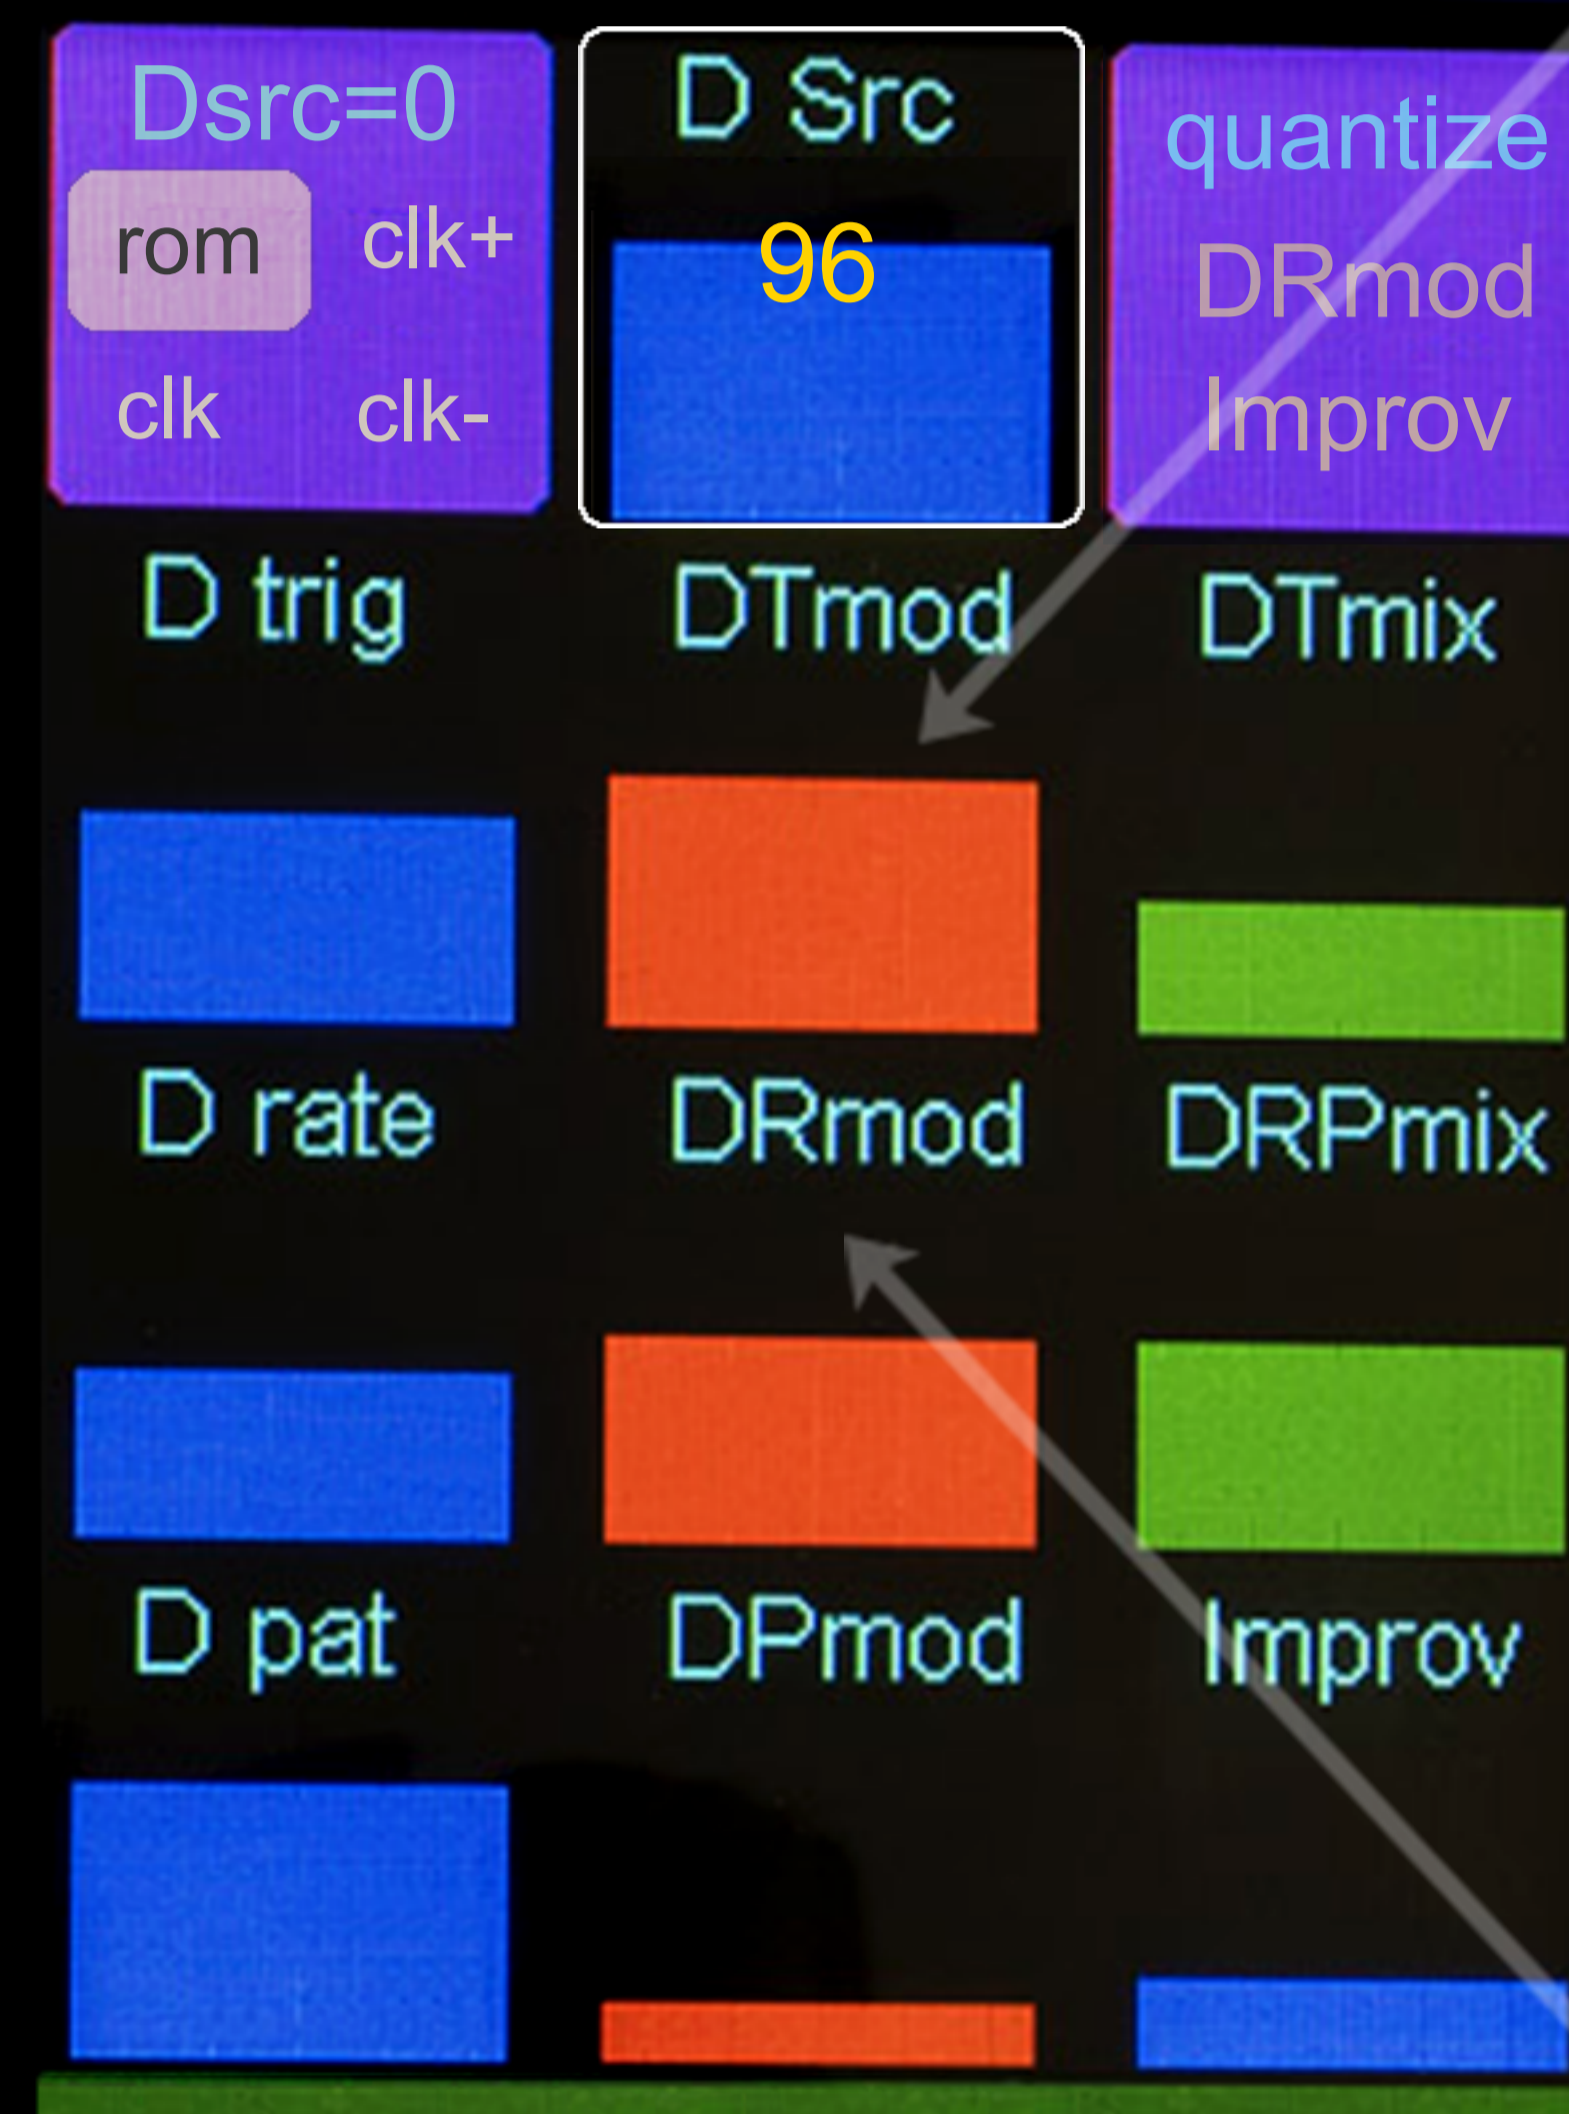 Dsrc=0
rom clk+
clk clk-
D Src
96
quantize
DRmod
Improv
D trig DTmod DTmix
D rate DRmod DRPmix
D pat DPmod Improv